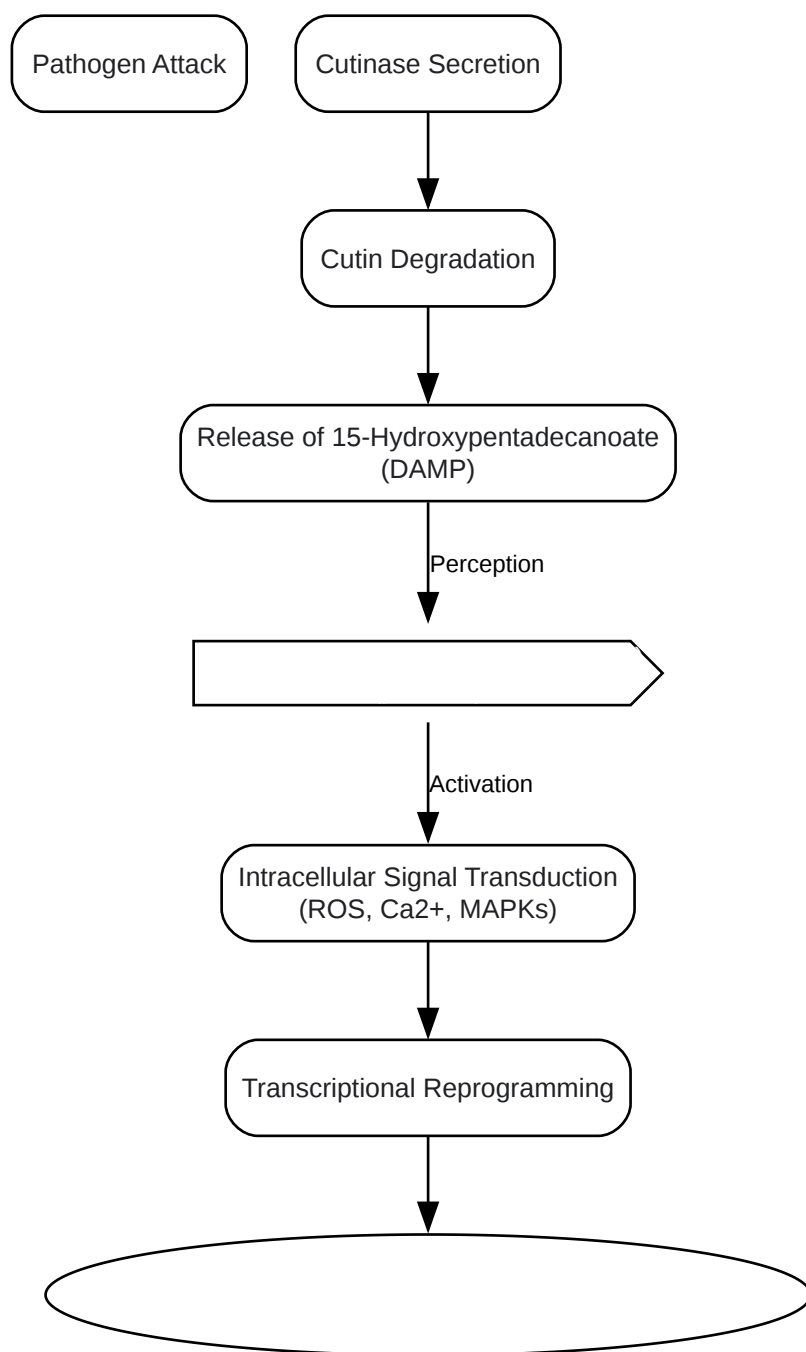 Pathogen Attack
Cutinase Secretion
Cutin Degradation
Release of 15-Hydroxypentadecanoate
(DAMP)
Perception
Activation
Intracellular Signal Transduction
(ROS, Ca2+, MAPKs)
Transcriptional Reprogramming